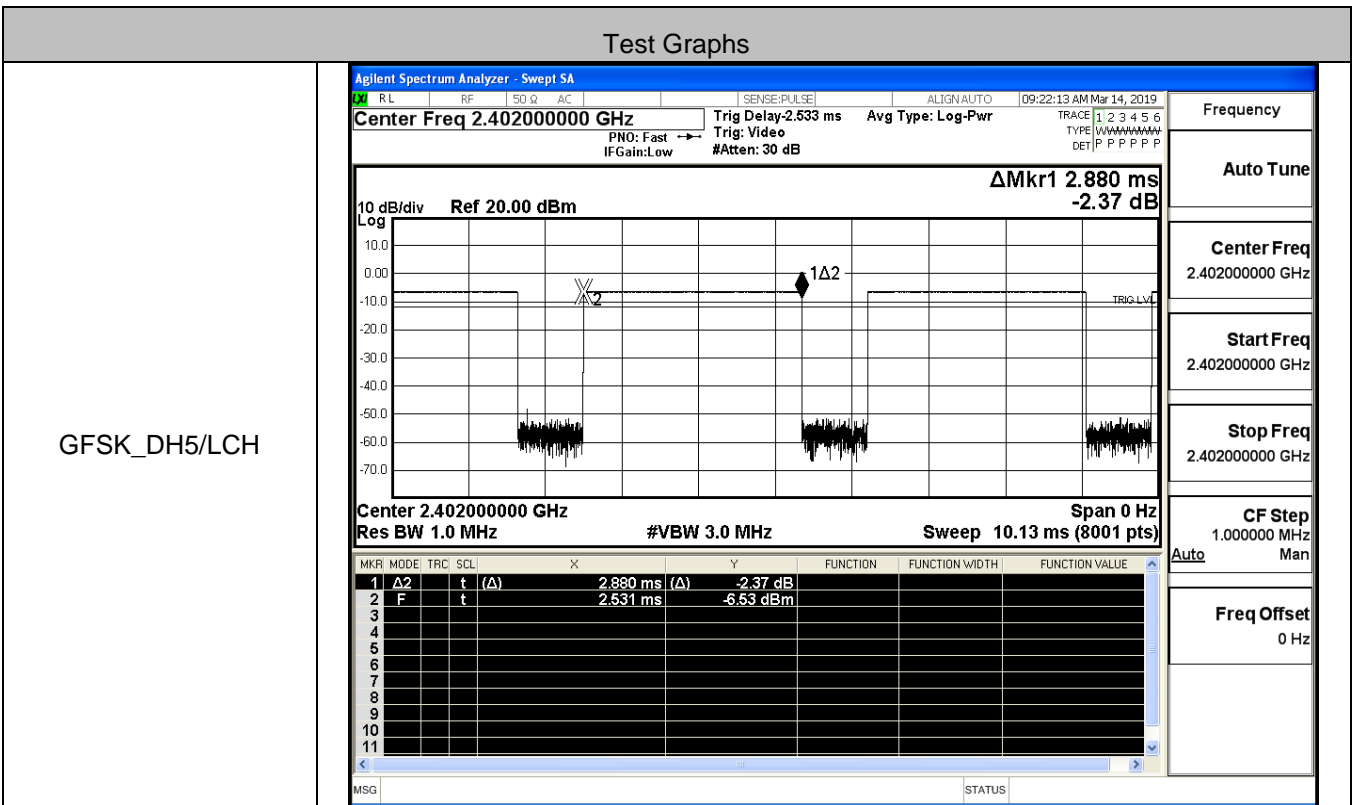 Test Graphs
GFSK_DH5/LCH
Agilent Spectrum Analyzer - Swept SA
LXI RL RF 50 Ω AC SENSE:PULSE ALIGN AUTO 09:22:13 AM Mar 14, 2019
Center Freq 2.402000000 GHz
PNO: Fast
IFGain:Low
Trig Delay-2.533 ms
Trig: Video
#Atten: 30 dB
Avg Type: Log-Pwr
TRACE 1 2 3 4 5 6
TYPE WWWWWW
DET P P P P P P
ΔMkr1 2.880 ms
-2.37 dB
10 dB/div Ref 20.00 dBm
Log
10.0
0.00
-10.0
-20.0
-30.0
-40.0
-50.0
-60.0
-70.0
2
1Δ2
TRIG LVL
Center 2.402000000 GHz Span 0 Hz
Res BW 1.0 MHz #VBW 3.0 MHz Sweep 10.13 ms (8001 pts)
MKR MODE TRC SCL X Y FUNCTION FUNCTION WIDTH FUNCTION VALUE
1 Δ2 t (Δ) 2.880 ms (Δ) -2.37 dB
2 F t 2.531 ms -6.53 dBm
3
4
5
6
7
8
9
10
11
MSG STATUS
Frequency
Auto Tune
Center Freq
2.402000000 GHz
Start Freq
2.402000000 GHz
Stop Freq
2.402000000 GHz
CF Step
1.000000 MHz
Auto Man
Freq Offset
0 Hz